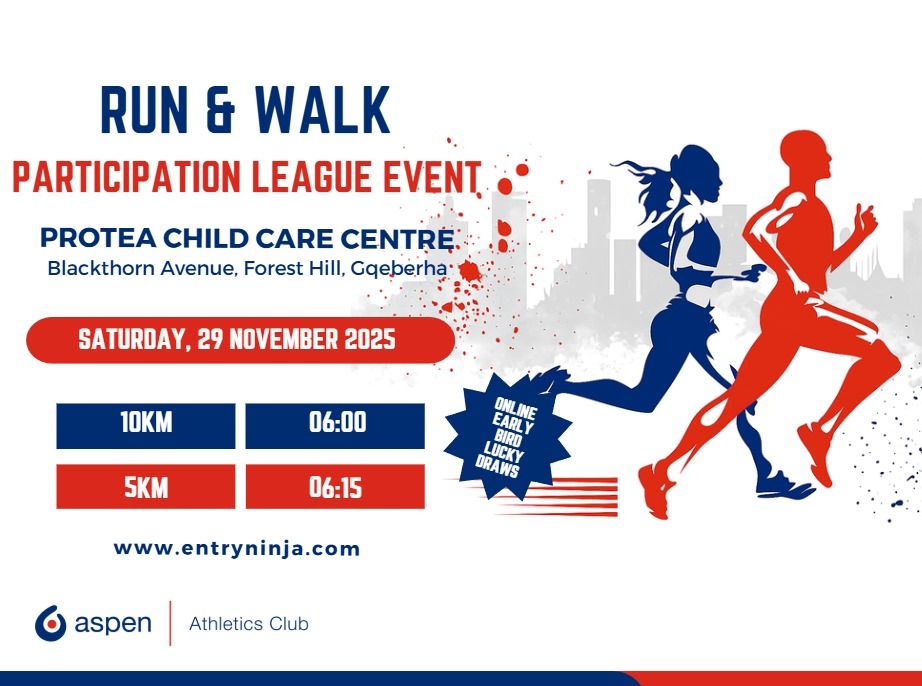 RUN & WALK
PARTICIPATION LEAGUE EVENT
PROTEA CHILD CARE CENTRE
Blackthorn Avenue, Forest Hill, Gqeberha
SATURDAY, 29 NOVEMBER 2025
10KM 06:00
5KM 06:15
ONLINE
EARLY
BIRD
LUCKY
DRAWS
www.entryninja.com
aspen Athletics Club